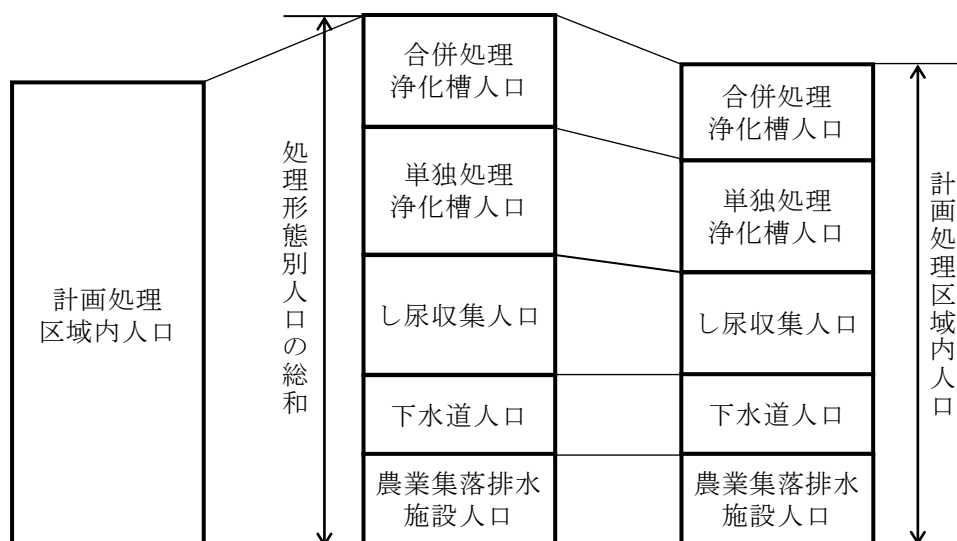 計画処理
区域内人口
処理形態別人口の総和
合併処理
浄化槽人口
単独処理
浄化槽人口
し尿収集人口
下水道人口
農業集落排水
施設人口
合併処理
浄化槽人口
単独処理
浄化槽人口
し尿収集人口
下水道人口
農業集落排水
施設人口
計画処理区域内人口